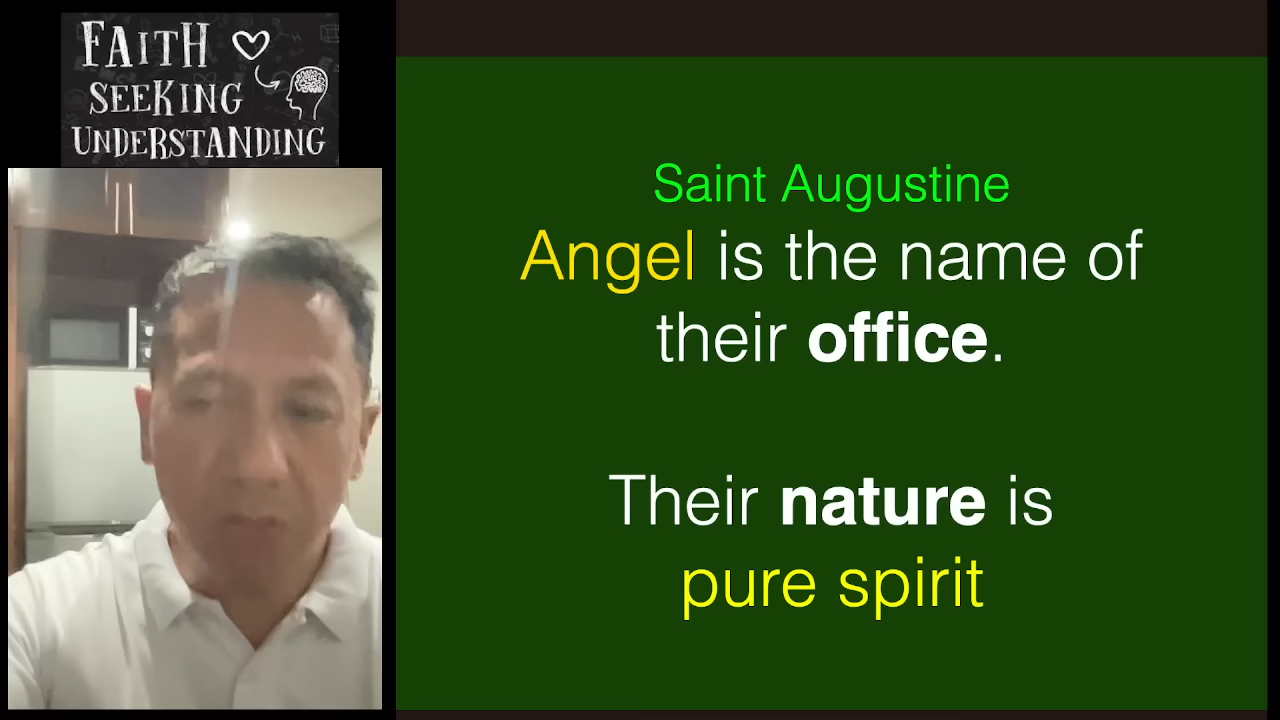 FAITH
SEEKING
UNDERSTANDING
Saint Augustine
Angel is the name of
their office.
Their nature is
pure spirit